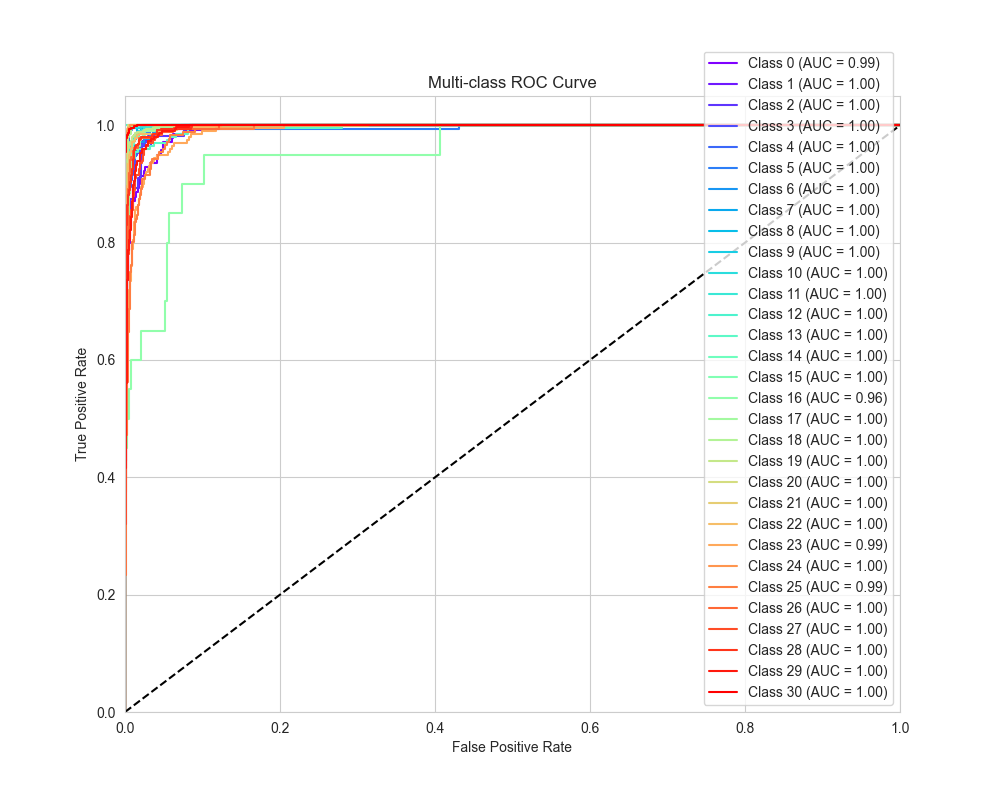 Multi-class ROC Curve
Class 0 (AUC = 0.99)
Class 1 (AUC = 1.00)
Class 2 (AUC = 1.00)
Class 3 (AUC = 1.00)
Class 4 (AUC = 1.00)
Class 5 (AUC = 1.00)
Class 6 (AUC = 1.00)
Class 7 (AUC = 1.00)
Class 8 (AUC = 1.00)
Class 9 (AUC = 1.00)
Class 10 (AUC = 1.00)
Class 11 (AUC = 1.00)
Class 12 (AUC = 1.00)
Class 13 (AUC = 1.00)
Class 14 (AUC = 1.00)
Class 15 (AUC = 1.00)
Class 16 (AUC = 0.96)
Class 17 (AUC = 1.00)
Class 18 (AUC = 1.00)
Class 19 (AUC = 1.00)
Class 20 (AUC = 1.00)
Class 21 (AUC = 1.00)
Class 22 (AUC = 1.00)
Class 23 (AUC = 0.99)
Class 24 (AUC = 1.00)
Class 25 (AUC = 0.99)
Class 26 (AUC = 1.00)
Class 27 (AUC = 1.00)
Class 28 (AUC = 1.00)
Class 29 (AUC = 1.00)
Class 30 (AUC = 1.00)
True Positive Rate
1.0
0.8
0.6
0.4
0.2
0.0
0.0 0.2 0.4 0.6 0.8 1.0
False Positive Rate